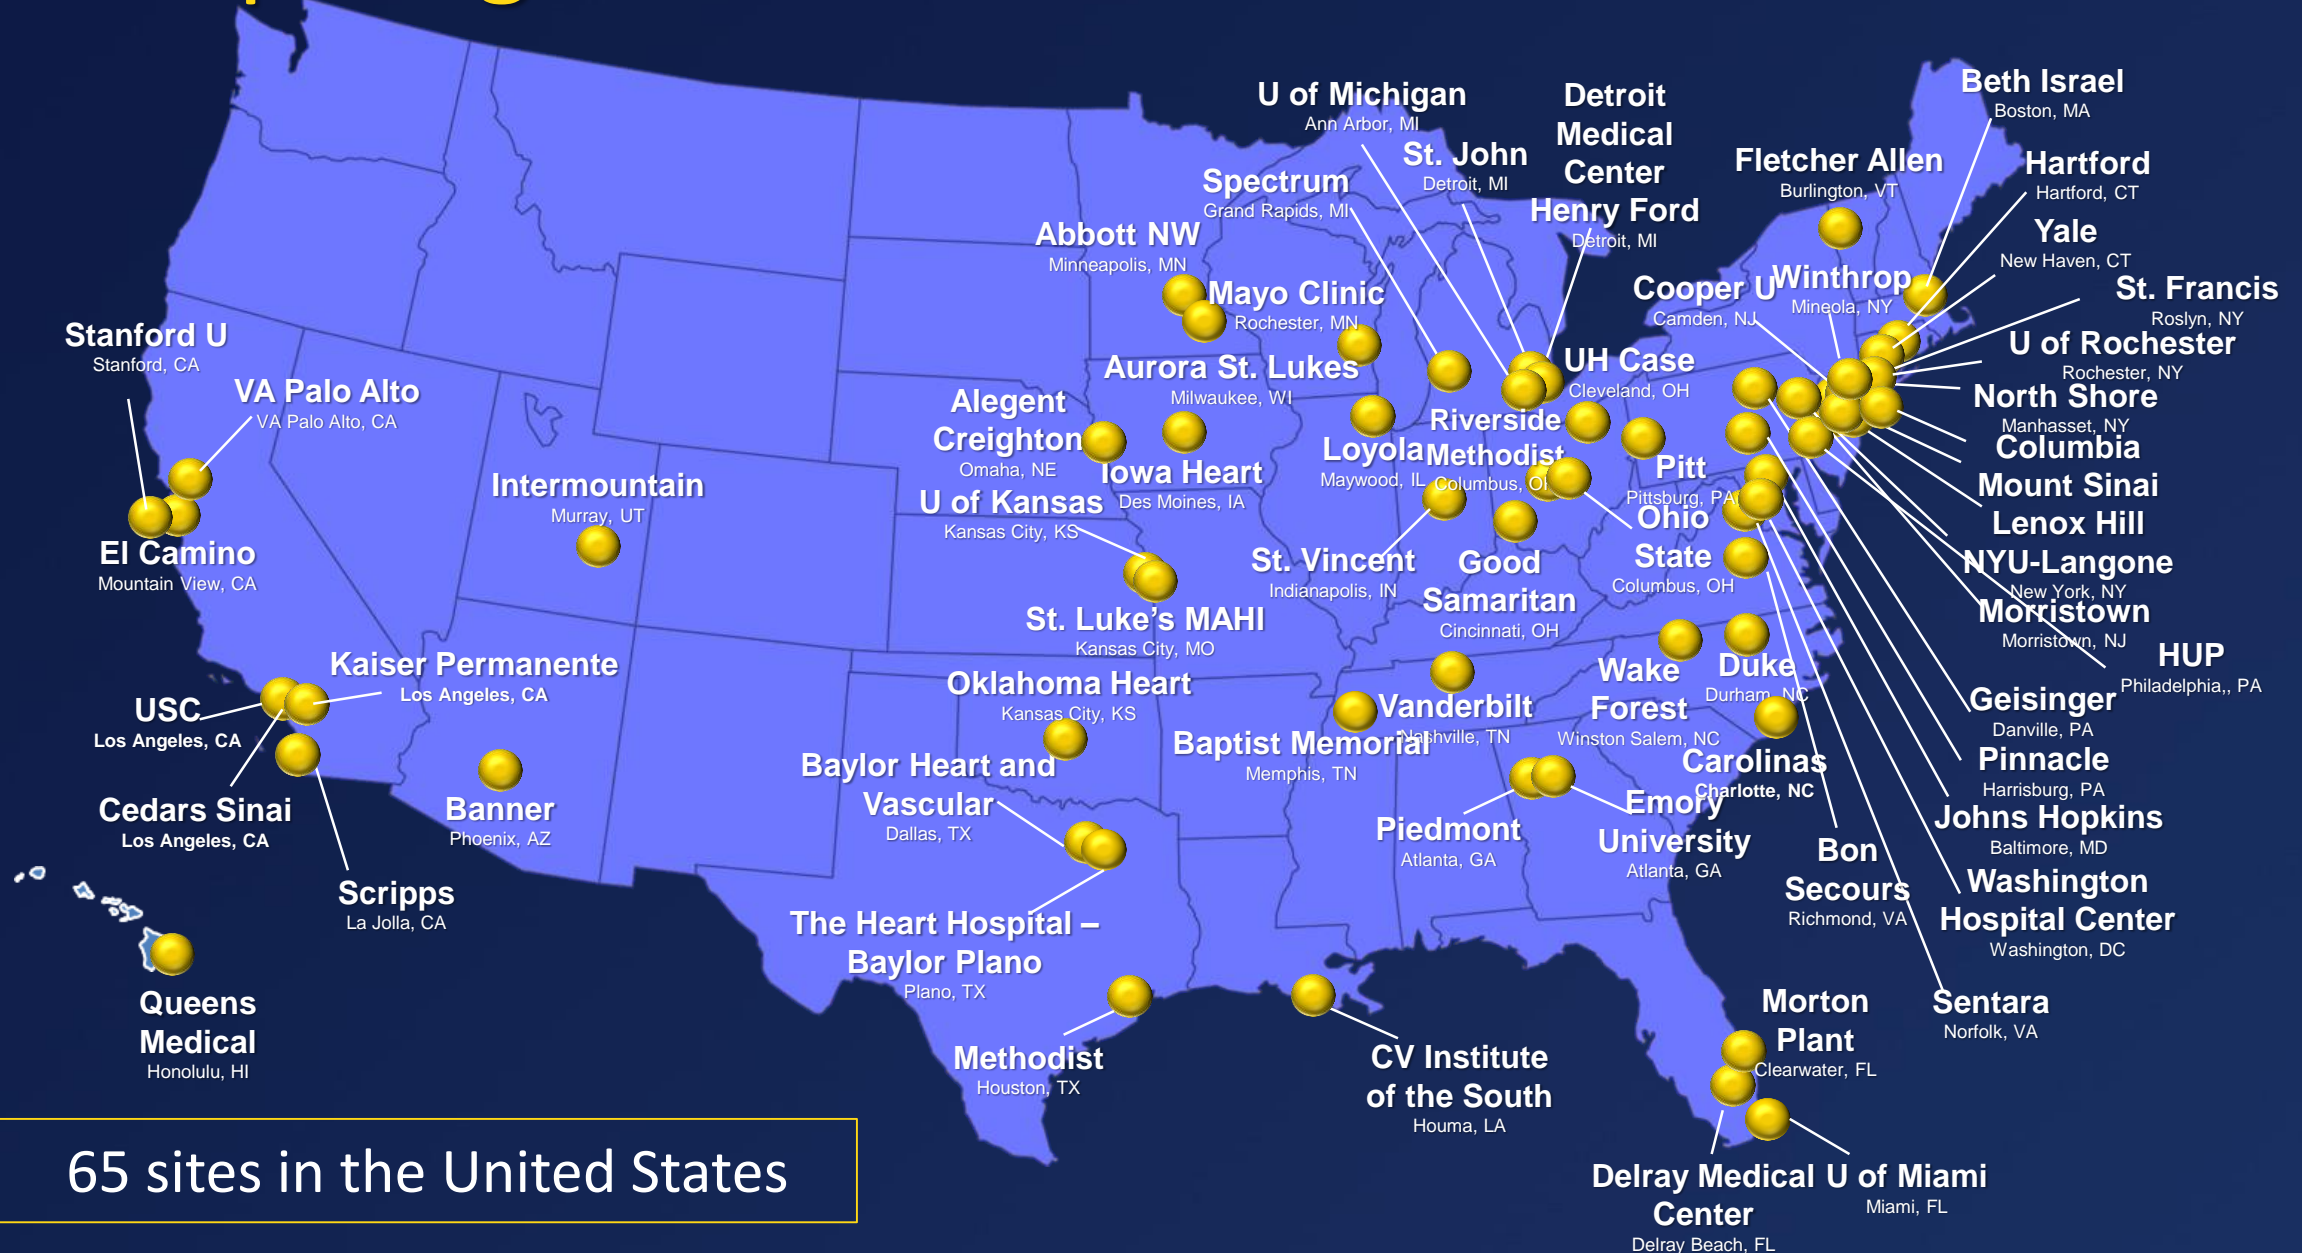 U of Michigan
Ann Arbor, MI
Detroit
Medical
Center
Henry Ford
Detroit, MI
Beth Israel
Boston, MA
St. John
Detroit, MI
Spectrum
Grand Rapids, MI
Fletcher Allen
Burlington, VT
Hartford
Hartford, CT
Abbott NW
Minneapolis, MN
Yale
New Haven, CT
Mayo Clinic
Rochester, MN
Cooper U
Camden, NJ
Winthrop
Mineola, NY
St. Francis
Roslyn, NY
Stanford U
Stanford, CA
VA Palo Alto
VA Palo Alto, CA
Aurora St. Lukes
Milwaukee, WI
UH Case
Cleveland, OH
U of Rochester
Rochester, NY
North Shore
Manhasset, NY
Alegent
Creighton
Omaha, NE
Iowa Heart
Des Moines, IA
Loyola
Maywood, IL
Riverside
Methodist
Columbus, OH
Pitt
Pittsburg, PA
Columbia
Mount Sinai
Lenox Hill
NYU-Langone
New York, NY
Intermountain
Murray, UT
U of Kansas
Kansas City, KS
Ohio
State
Columbus, OH
El Camino
Mountain View, CA
St. Vincent
Indianapolis, IN
Good
Samaritan
Cincinnati, OH
Morristown
Morristown, NJ
St. Luke’s MAHI
Kansas City, MO
HUP
Philadelphia,, PA
Kaiser Permanente
Los Angeles, CA
Oklahoma Heart
Kansas City, KS
Wake
Forest
Winston Salem, NC
Duke
Durham, NC
Geisinger
Danville, PA
USC
Los Angeles, CA
Vanderbilt
Nashville, TN
Baptist Memorial
Memphis, TN
Carolinas
Charlotte, NC
Pinnacle
Harrisburg, PA
Baylor Heart and
Vascular
Dallas, TX
Cedars Sinai
Los Angeles, CA
Banner
Phoenix, AZ
Piedmont
Atlanta, GA
Emory
University
Atlanta, GA
Johns Hopkins
Baltimore, MD
Bon
Secours
Richmond, VA
Washington
Hospital Center
Washington, DC
Scripps
La Jolla, CA
The Heart Hospital –
Baylor Plano
Plano, TX
Queens
Medical
Honolulu, HI
Methodist
Houston, TX
CV Institute
of the South
Houma, LA
Morton
Plant
Clearwater, FL
Sentara
Norfolk, VA
65 sites in the United States
Delray Medical
Center
Delray Beach, FL
U of Miami
Miami, FL